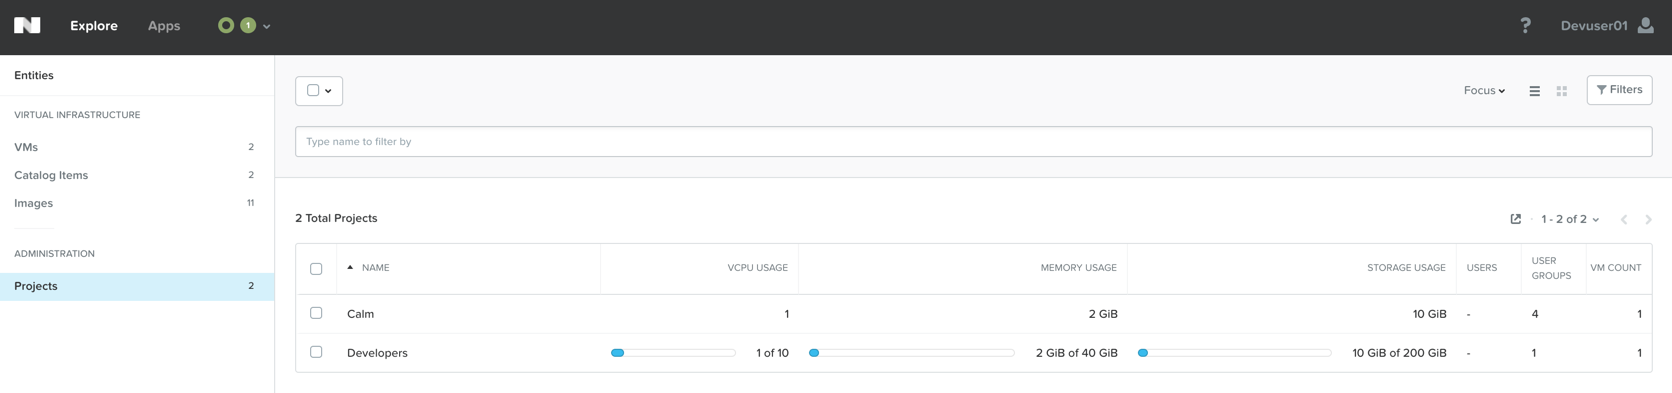 Explore Apps 1 ? Devuser01
Entities
VIRTUAL INFRASTRUCTURE
VMs 2
Catalog Items 2
Images 11
ADMINISTRATION
Projects 2
Focus Filters
Type name to filter by
2 Total Projects 1 - 2 of 2
NAME VCPU USAGE MEMORY USAGE STORAGE USAGE USERS USER GROUPS VM COUNT
Calm 1 2 GiB 10 GiB - 4 1
Developers 1 of 10 2 GiB of 40 GiB 10 GiB of 200 GiB - 1 1